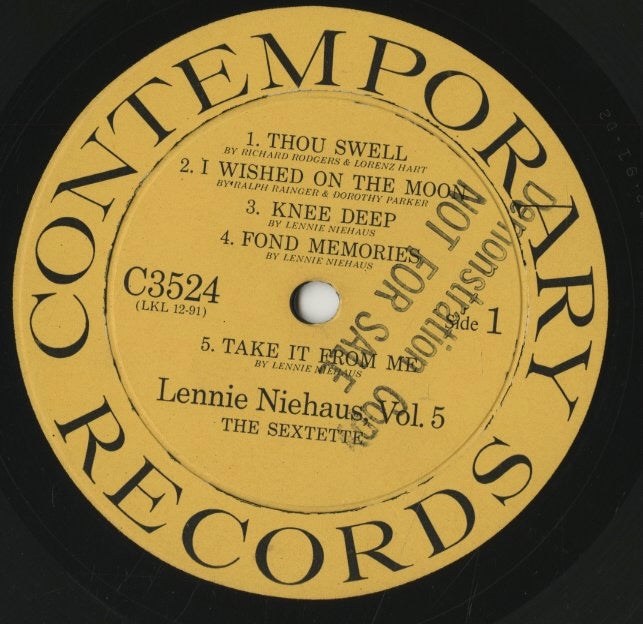 CONTEMPORARY
1. THOU SWELL
BY RICHARD RODGERS & LORENZ HART
2. I WISHED ON THE MOON
BY RALPH RAINGER & DOROTHY PARKER
3. KNEE DEEP
BY LENNIE NIEHAUS
4. FOND MEMORIES
BY LENNIE NIEHAUS
C3524
(LKL 12-91)
Side 1
5. TAKE IT FROM ME
BY LENNIE NIEHAUS
Lennie Niehaus, Vol. 5
THE SEXTETTE
RECORDS
Demonstration Copy
NOT FOR SALE